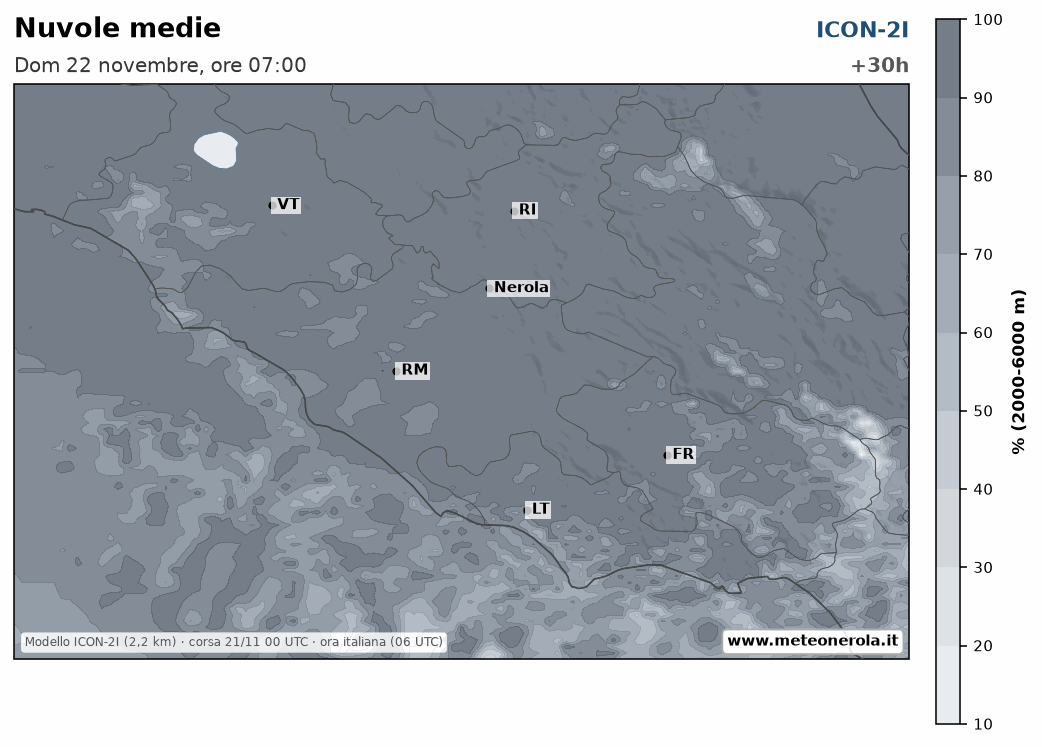 Nuvole medie
ICON-2I
Dom 22 novembre, ore 07:00
+30h
VT
RI
Nerola
RM
FR
LT
Modello ICON-2I (2,2 km) · corsa 21/11 00 UTC · ora italiana (06 UTC)
www.meteonerola.it
100
90
80
70
60
50
40
30
20
10
% (2000-6000 m)